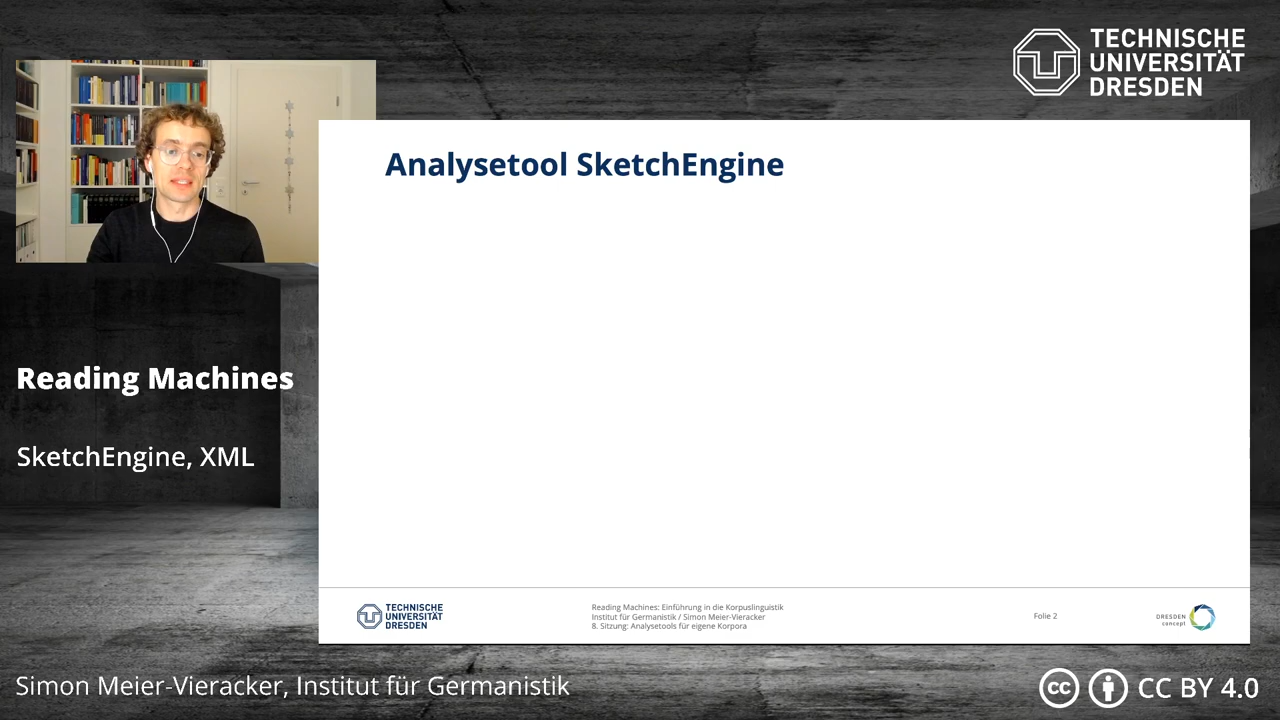 TECHNISCHE
UNIVERSITÄT
DRESDEN
Analysetool SketchEngine
Reading Machines
SketchEngine, XML
TECHNISCHE
UNIVERSITÄT
DRESDEN
Reading Machines: Einführung in die Korpuslinguistik
Institut für Germanistik / Simon Meier-Vieracker
8. Sitzung: Analysetools für eigene Korpora
Folie 2
DRESDEN
concept
Simon Meier-Vieracker, Institut für Germanistik
cc
CC BY 4.0